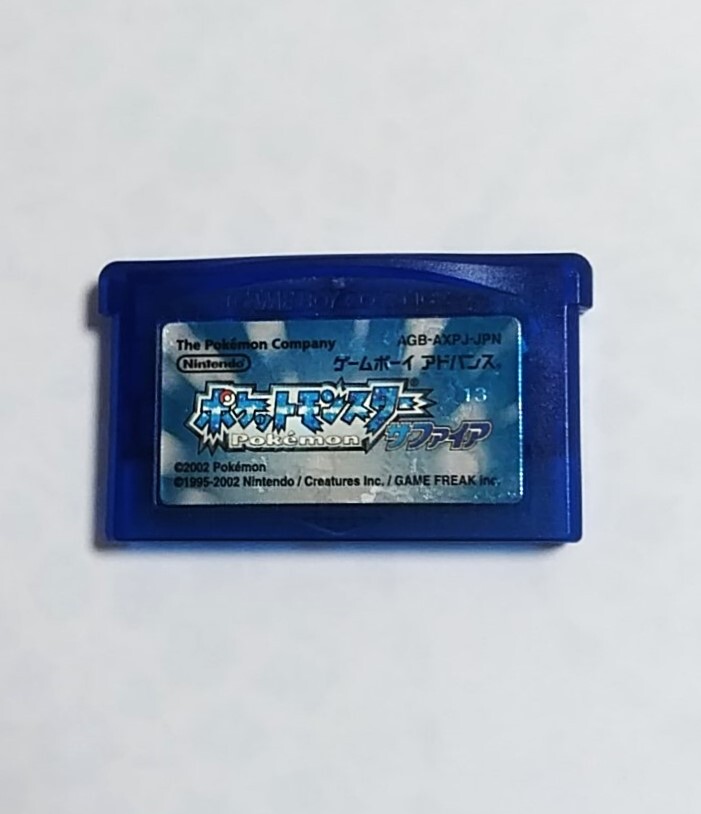 GAME BOY ADVANCE
The Pokémon Company AGB-AXPJ-JPN
Nintendo ゲームボーイ アドバンス
13
ポケットモンスター®
Pokémon サファイア
©2002 Pokémon
©1995-2002 Nintendo / Creatures Inc. / GAME FREAK inc.